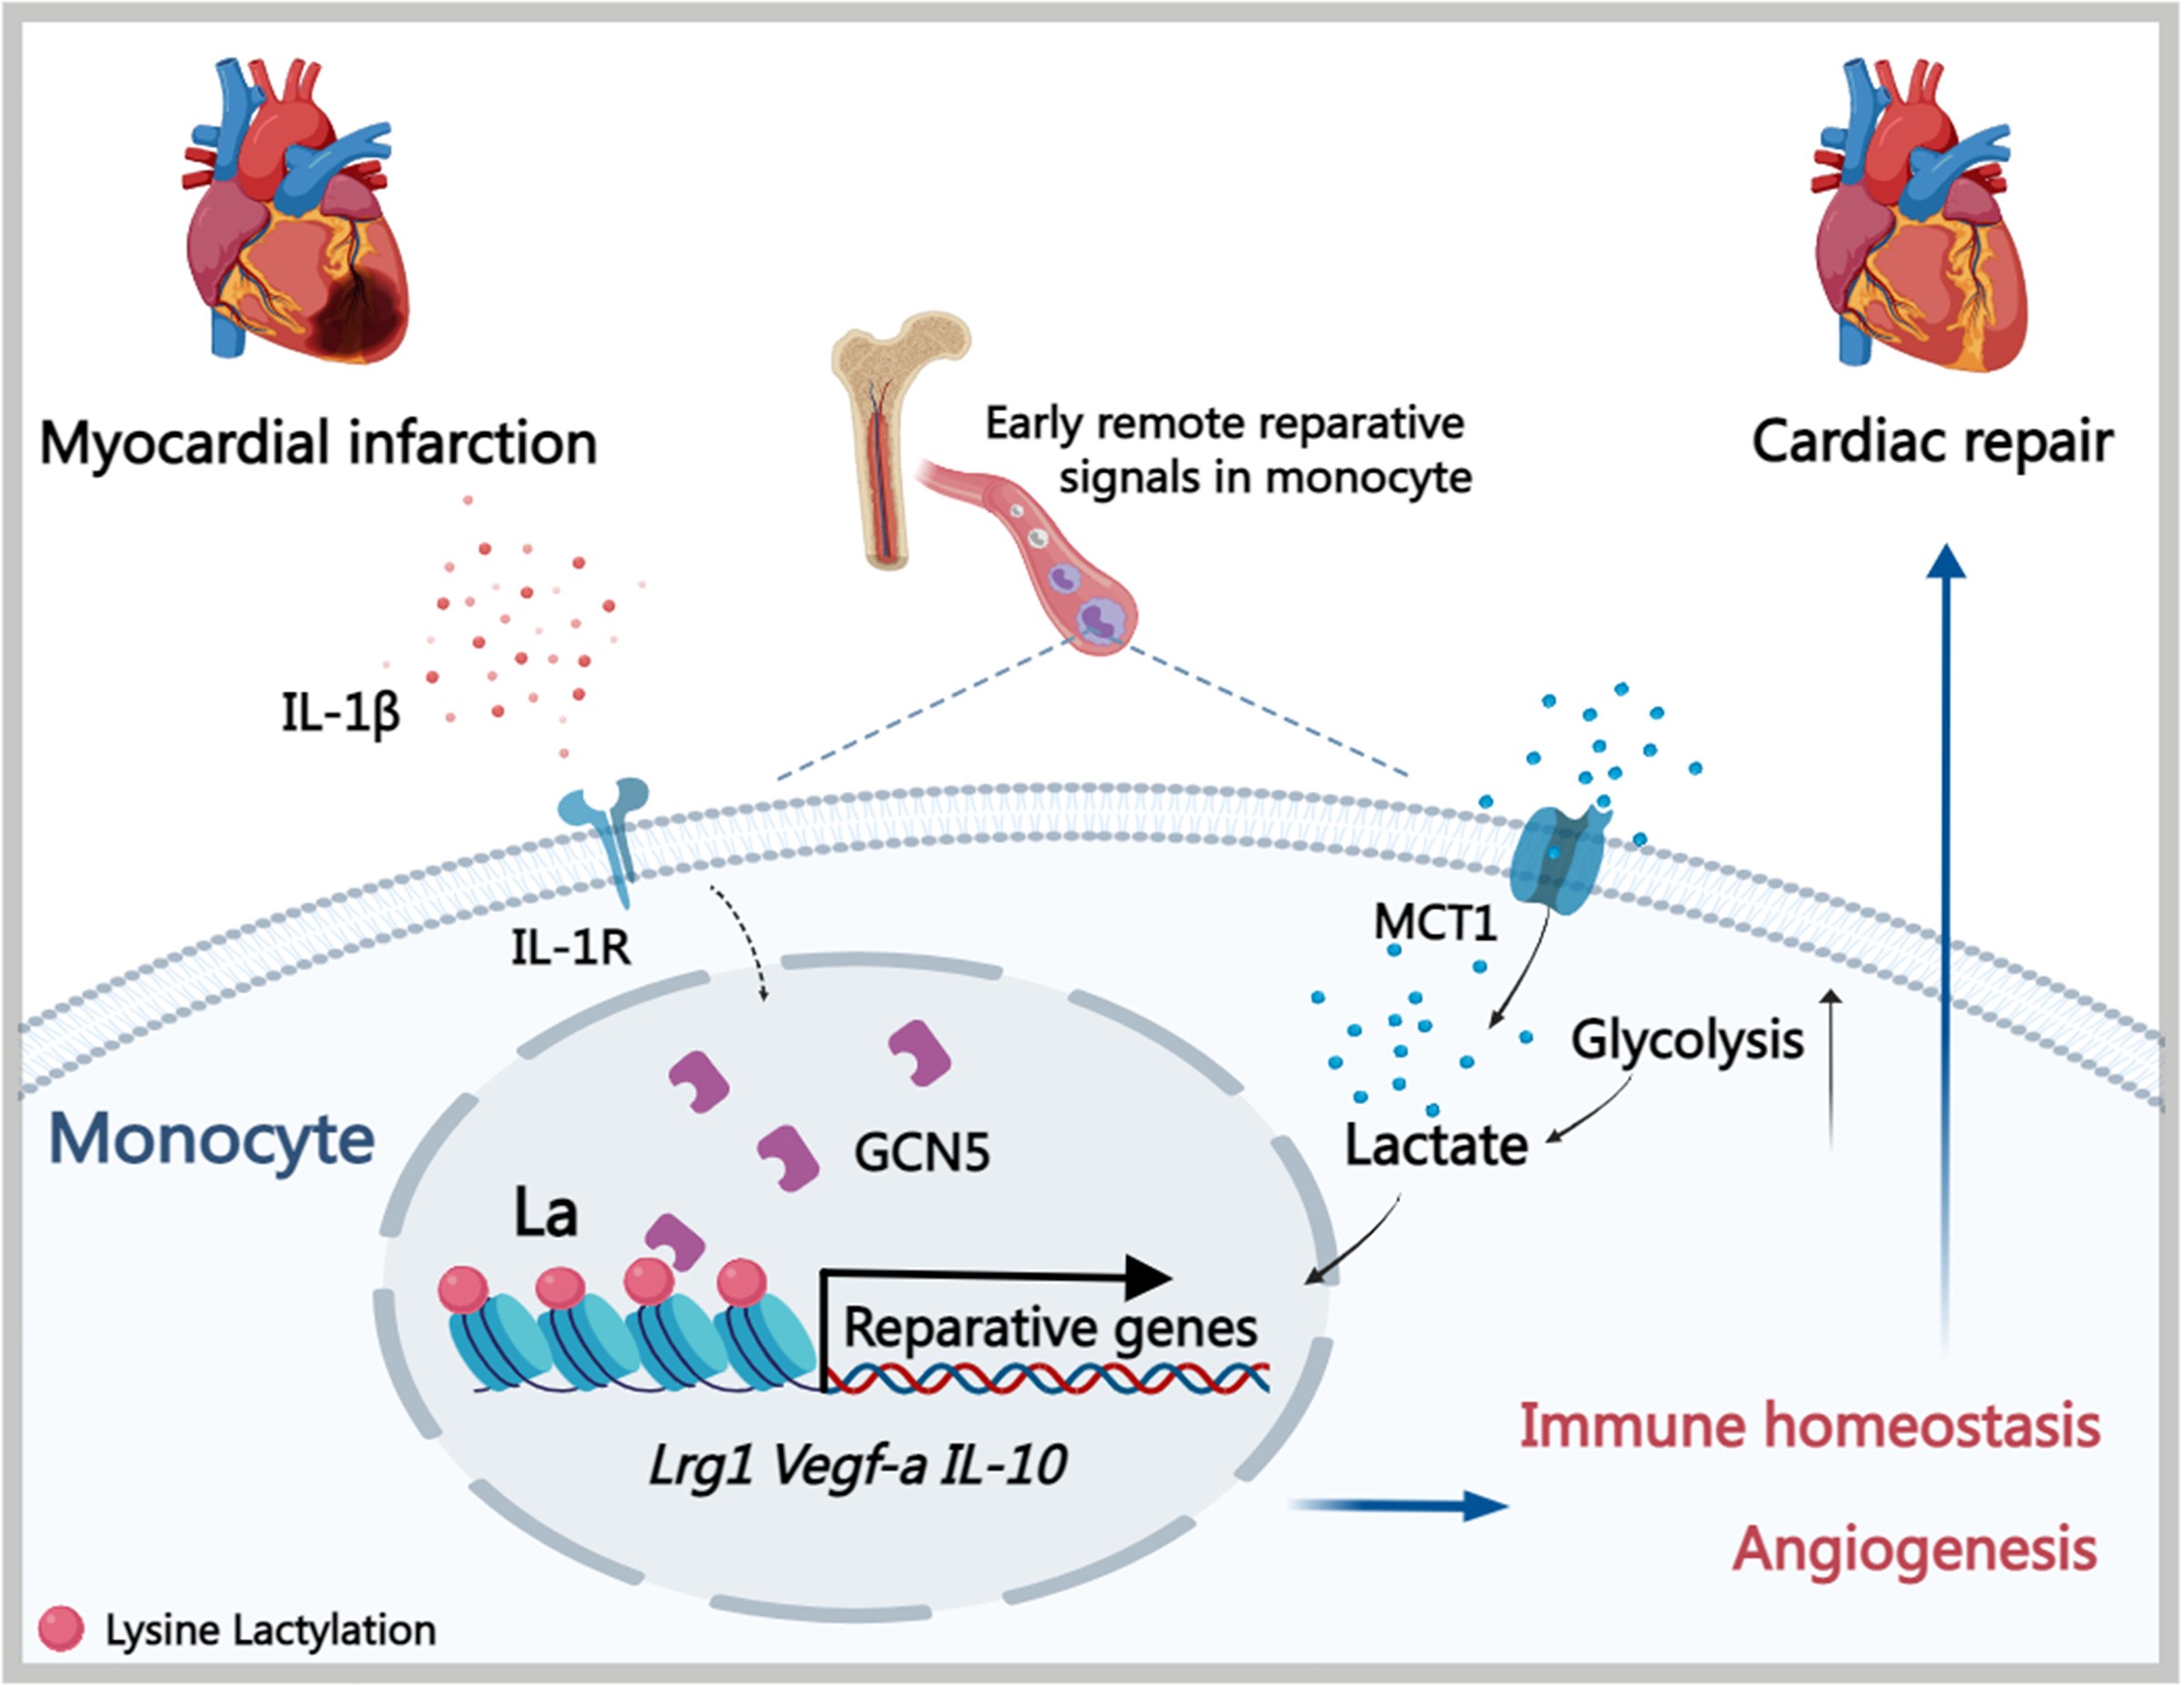 Myocardial infarction
Early remote reparative
signals in monocyte
Cardiac repair
IL-1β
IL-1R
MCT1
Glycolysis
Lactate
Monocyte
GCN5
La
Reparative genes
Lrg1 Vegf-a IL-10
Immune homeostasis
Angiogenesis
Lysine Lactylation